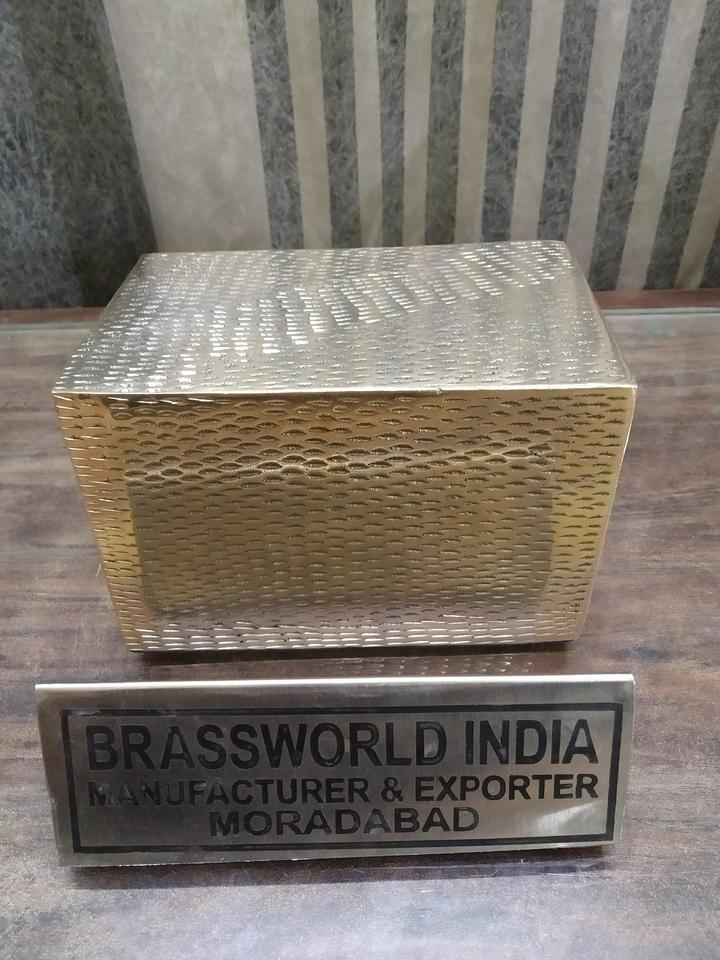 BRASSWORLD INDIA
MANUFACTURER & EXPORTER
MORADABAD